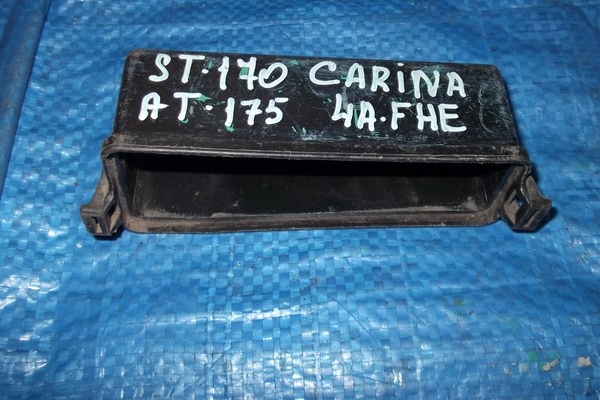 ST-170 CARINA
AT-175 4A-FHE